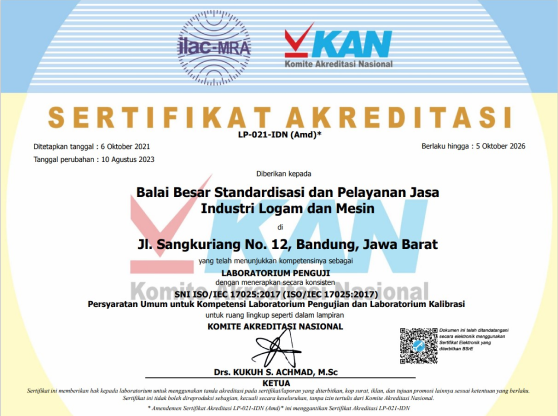 ilac-MRA
KAN
Komite Akreditasi Nasional
SERTIFIKAT AKREDITASI
LP-021-IDN (Amd)*
Ditetapkan tanggal : 6 Oktober 2021
Berlaku hingga : 5 Oktober 2026
Tanggal perubahan : 10 Agustus 2023
Diberikan kepada
Balai Besar Standardisasi dan Pelayanan Jasa
Industri Logam dan Mesin
di
Jl. Sangkuriang No. 12, Bandung, Jawa Barat
yang telah menunjukkan kompetensinya sebagai
LABORATORIUM PENGUJI
dengan menerapkan secara konsisten
KAN
Komite Akreditasi Nasional
SNI ISO/IEC 17025:2017 (ISO/IEC 17025:2017)
Persyaratan Umum untuk Kompetensi Laboratorium Pengujian dan Laboratorium Kalibrasi
untuk ruang lingkup seperti dalam lampiran
KOMITE AKREDITASI NASIONAL
Dokumen ini telah ditandatangani
secara elektronik menggunakan
Sertifikat Elektronik yang
diterbitkan BSrE
Drs. KUKUH S. ACHMAD, M.Sc
KETUA
Sertifikat ini memberikan hak kepada laboratorium untuk menggunakan tanda akreditasi pada sertifikat/laporan yang diterbitkan, kop surat, iklan, dan tujuan promosi lainnya sesuai ketentuan yang berlaku.
Sertifikat ini tidak boleh direproduksi sebagian, kecuali secara keseluruhan, tanpa izin tertulis dari Komite Akreditasi Nasional.
* Amendemen Sertifikat Akreditasi LP-021-IDN (Amd)* ini menggantikan Sertifikat Akreditasi LP-021-IDN